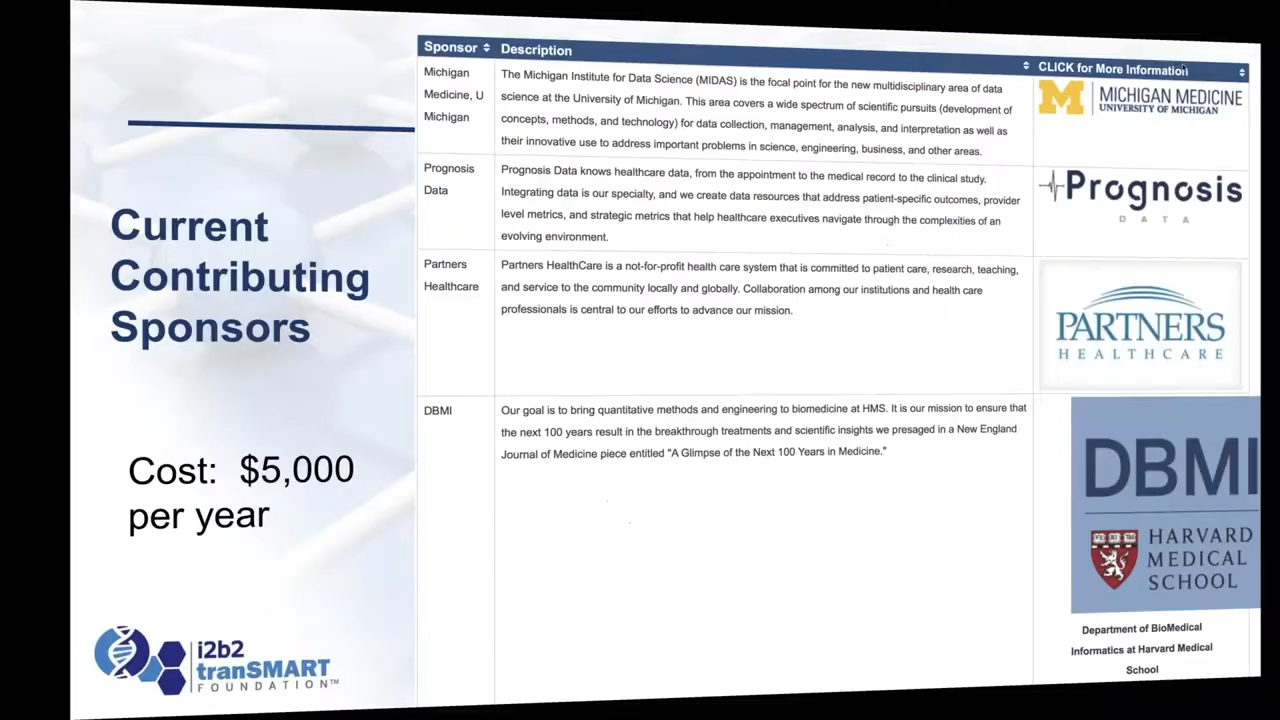 Current
Contributing
Sponsors
Cost: $5,000
per year
i2b2
tranSMART
FOUNDATION™
Sponsor Description CLICK for More Information
Michigan
Medicine, U
Michigan
The Michigan Institute for Data Science (MIDAS) is the focal point for the new multidisciplinary area of data
science at the University of Michigan. This area covers a wide spectrum of scientific pursuits (development of
concepts, methods, and technology) for data collection, management, analysis, and interpretation as well as
their innovative use to address important problems in science, engineering, business, and other areas.
M MICHIGAN MEDICINE
UNIVERSITY OF MICHIGAN
Prognosis
Data
Prognosis Data knows healthcare data, from the appointment to the medical record to the clinical study.
Integrating data is our specialty, and we create data resources that address patient-specific outcomes, provider
level metrics, and strategic metrics that help healthcare executives navigate through the complexities of an
evolving environment.
Prognosis
DATA
Partners
Healthcare
Partners HealthCare is a not-for-profit health care system that is committed to patient care, research, teaching,
and service to the community locally and globally. Collaboration among our institutions and health care
professionals is central to our efforts to advance our mission.
PARTNERS
HEALTHCARE
DBMI
Our goal is to bring quantitative methods and engineering to biomedicine at HMS. It is our mission to ensure that
the next 100 years result in the breakthrough treatments and scientific insights we presaged in a New England
Journal of Medicine piece entitled "A Glimpse of the Next 100 Years in Medicine."
DBMI
VE RI TAS
HARVARD
MEDICAL
SCHOOL
Department of BioMedical
Informatics at Harvard Medical
School